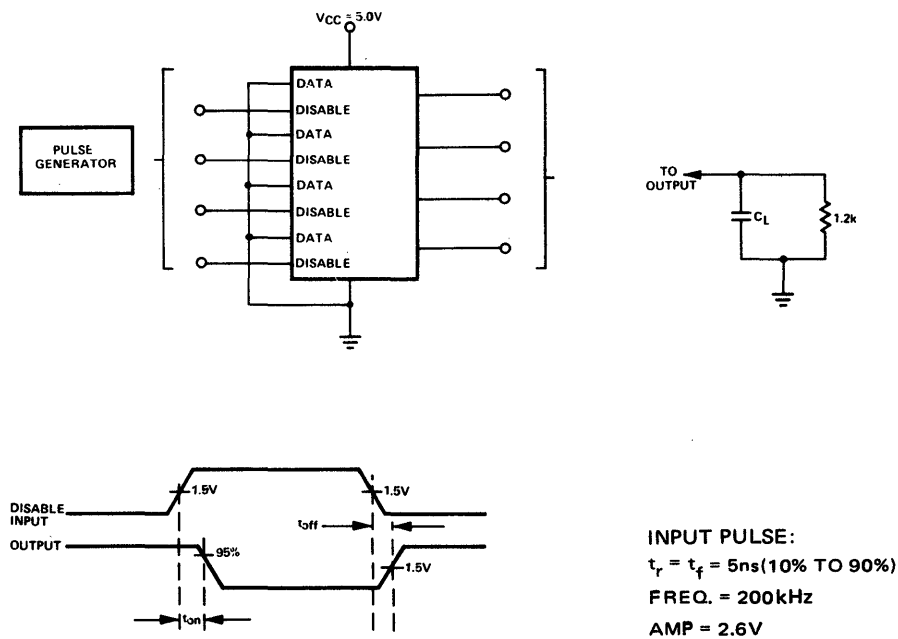 VCC = 5.0V
PULSE
GENERATOR
DATA
DISABLE
DATA
DISABLE
DATA
DISABLE
DATA
DISABLE
TO
OUTPUT
CL
1.2k
DISABLE
INPUT
1.5V
1.5V
toff
OUTPUT
95%
1.5V
ton
INPUT PULSE:
tr = tf = 5ns(10% TO 90%)
FREQ. = 200kHz
AMP = 2.6V